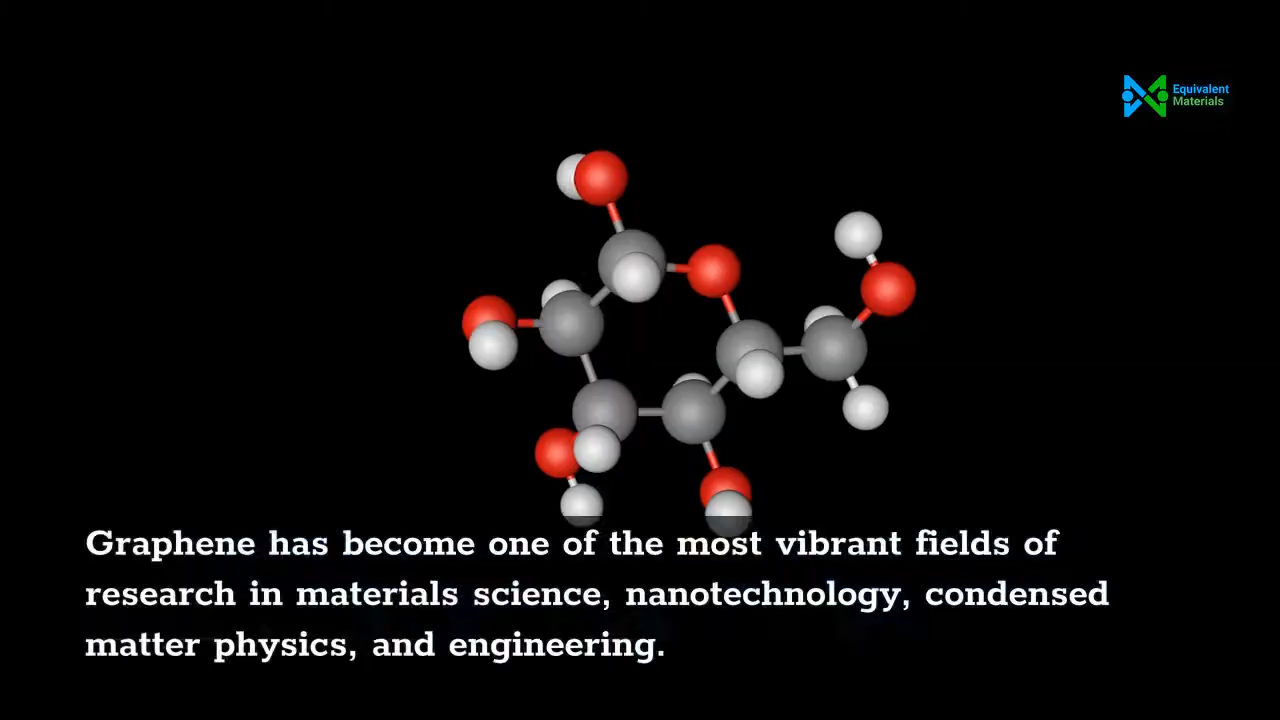 Equivalent
Materials
Graphene has become one of the most vibrant fields of
research in materials science, nanotechnology, condensed
matter physics, and engineering.